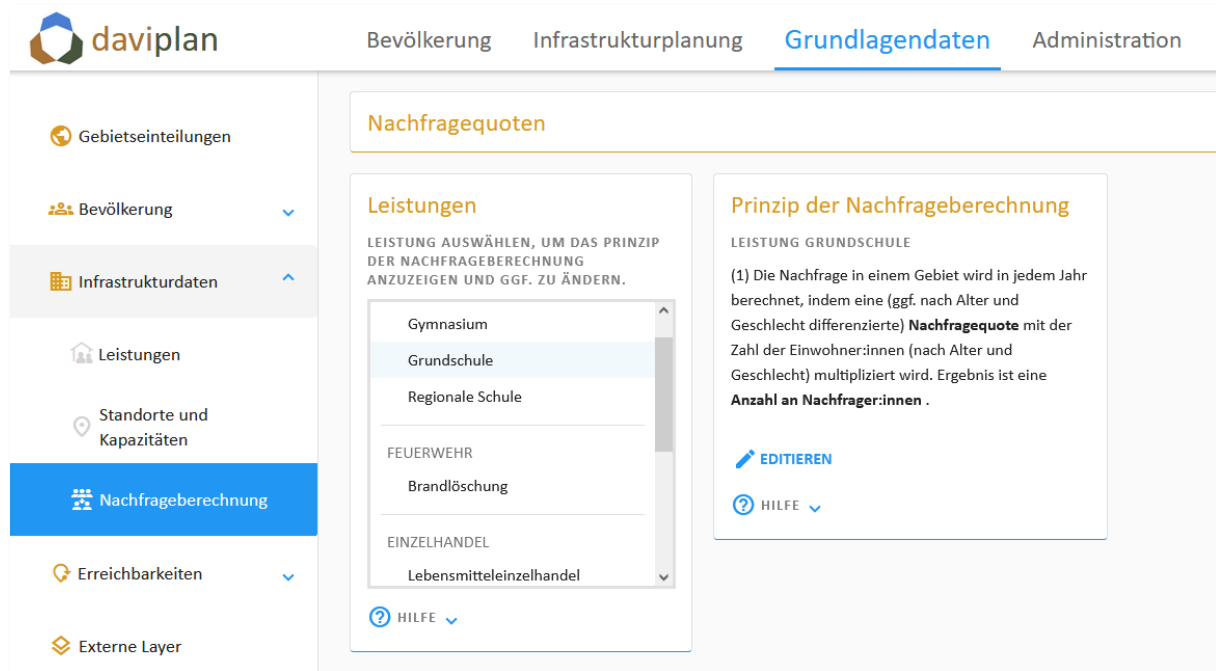 daviplan
Bevölkerung
Infrastrukturplanung
Grundlagendaten
Administration
Gebietseinteilungen
Bevölkerung
Infrastrukturdaten
Leistungen
Standorte und
Kapazitäten
Nachfrageberechnung
Erreichbarkeiten
Externe Layer
Nachfragequoten
Leistungen
LEISTUNG AUSWÄHLEN, UM DAS PRINZIP
DER NACHFRAGEBERECHNUNG
ANZUZEIGEN UND GGF. ZU ÄNDERN.
Gymnasium
Grundschule
Regionale Schule
FEUERWEHR
Brandlöschung
EINZELHANDEL
Lebensmitteleinzelhandel
HILFE
Prinzip der Nachfrageberechnung
LEISTUNG GRUNDSCHULE
(1) Die Nachfrage in einem Gebiet wird in jedem Jahr
berechnet, indem eine (ggf. nach Alter und
Geschlecht differenzierte) Nachfragequote mit der
Zahl der Einwohner:innen (nach Alter und
Geschlecht) multipliziert wird. Ergebnis ist eine
Anzahl an Nachfrager:innen .
EDITIEREN
HILFE